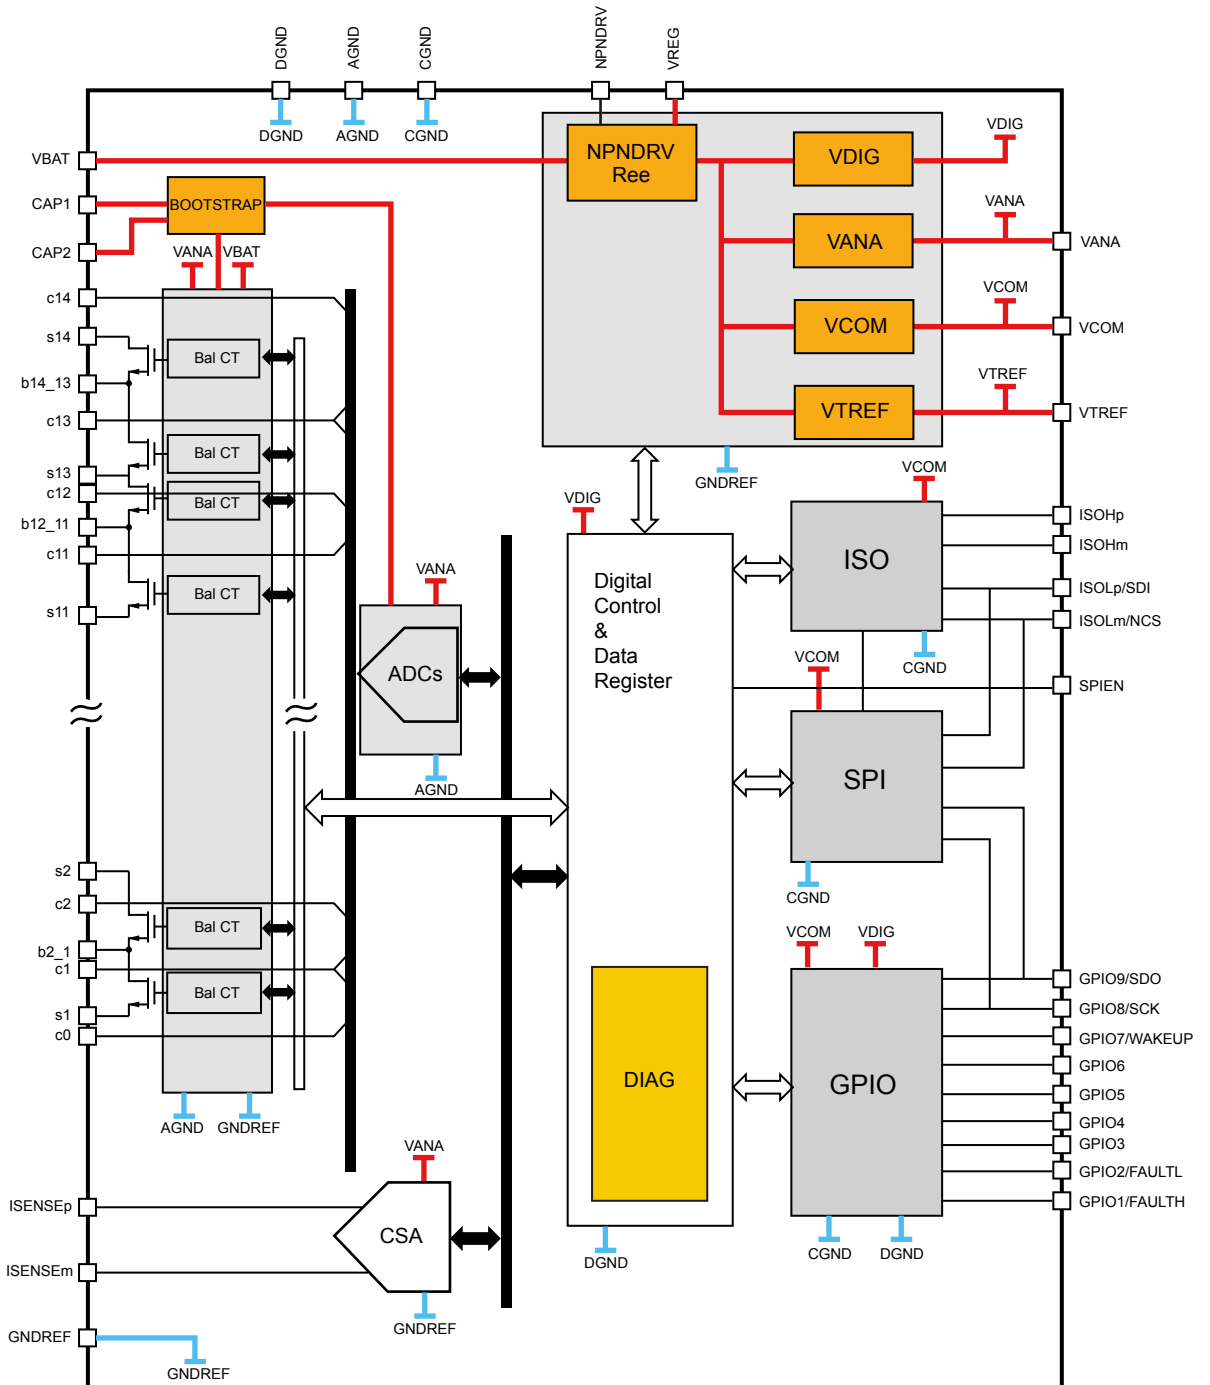 DGND
AGND
CGND
NPNDRV
VREG
DGND
AGND
CGND
VBAT
CAP1
CAP2
BOOTSTRAP
VANA
VBAT
NPNDRV
Ree
VDIG
VDIG
VANA
VANA
VANA
VCOM
VCOM
VCOM
VTREF
VTREF
VTREF
GNDREF
c14
s14
b14_13
c13
s13
c12
b12_11
c11
s11
Bal CT
Bal CT
Bal CT
Bal CT
s2
c2
b2_1
c1
s1
c0
Bal CT
Bal CT
AGND
GNDREF
VANA
ADCs
AGND
VDIG
Digital
Control
&
Data
Register
DIAG
DGND
VCOM
ISO
CGND
ISOHp
ISOHm
ISOLp/SDI
ISOLm/NCS
SPIEN
VCOM
SPI
CGND
VCOM
VDIG
GPIO
CGND
DGND
GPIO9/SDO
GPIO8/SCK
GPIO7/WAKEUP
GPIO6
GPIO5
GPIO4
GPIO3
GPIO2/FAULTL
GPIO1/FAULTH
ISENSEp
ISENSEm
VANA
CSA
GNDREF
GNDREF
GNDREF